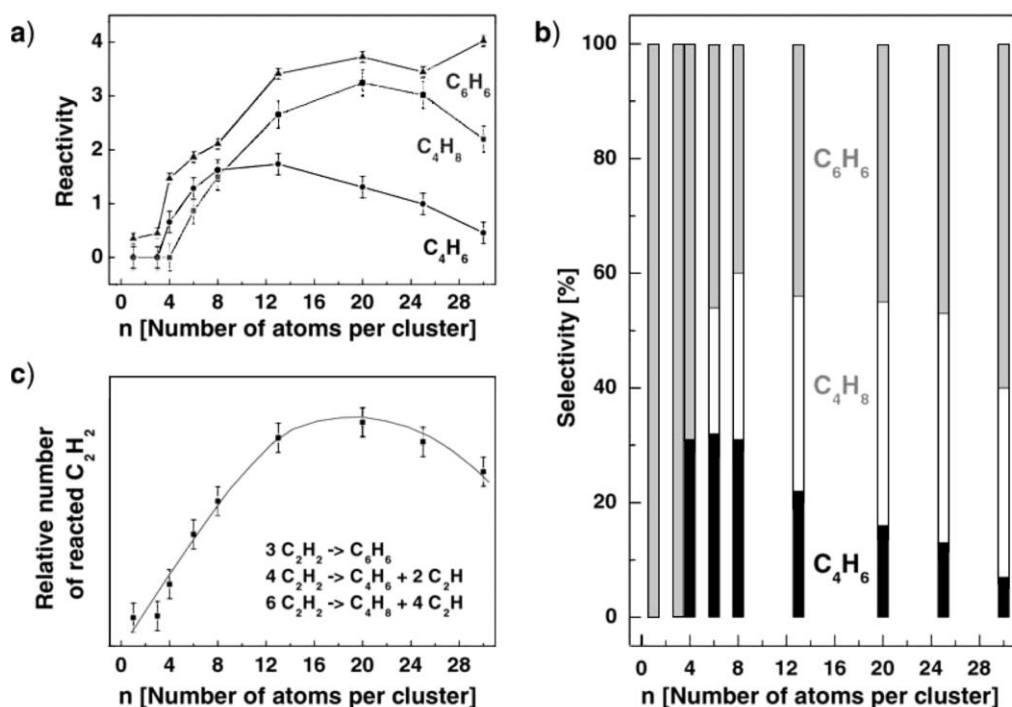 a)
4
3
2
1
0
Reactivity
C6H6
C4H8
C4H6
0 4 8 12 16 20 24 28
n [Number of atoms per cluster]
b)
100
80
60
40
20
0
Selectivity [%]
C6H6
C4H8
C4H6
0 4 8 12 16 20 24 28
n [Number of atoms per cluster]
c)
Relative number
of reacted C2H2
3 C2H2 -> C6H6
4 C2H2 -> C4H6 + 2 C2H
6 C2H2 -> C4H8 + 4 C2H
0 4 8 12 16 20 24 28
n [Number of atoms per cluster]